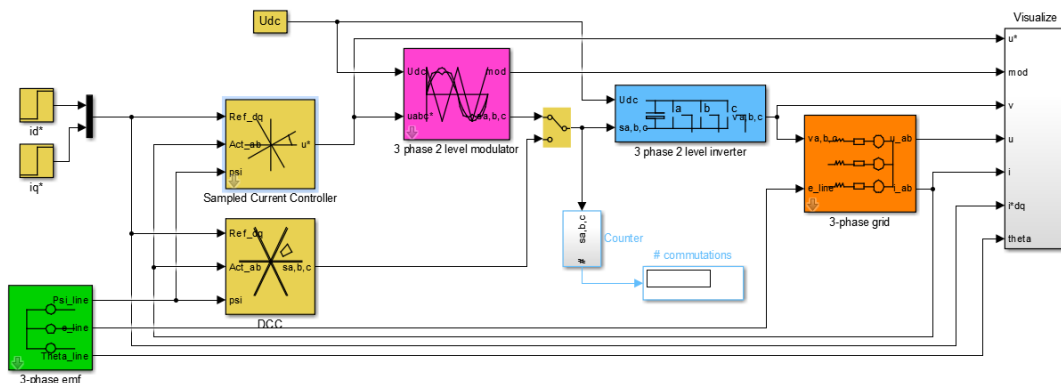 Udc
Visualize
id*
iq*
Ref_dq
Act_ab
psi
u*
Sampled Current Controller
Udc
uabc*
mod
sa,b,c
3 phase 2 level modulator
Udc
sa,b,c
a
b
c
va,b,c
3 phase 2 level inverter
va,b,c
e_line
u_ab
i_ab
3-phase grid
u*
mod
v
u
i
i*dq
theta
Ref_dq
Act_ab
psi
sa,b,c
DCC
sa,b,c
#
Counter
# commutations
Psi_line
e_line
Theta_line
3-phase emf